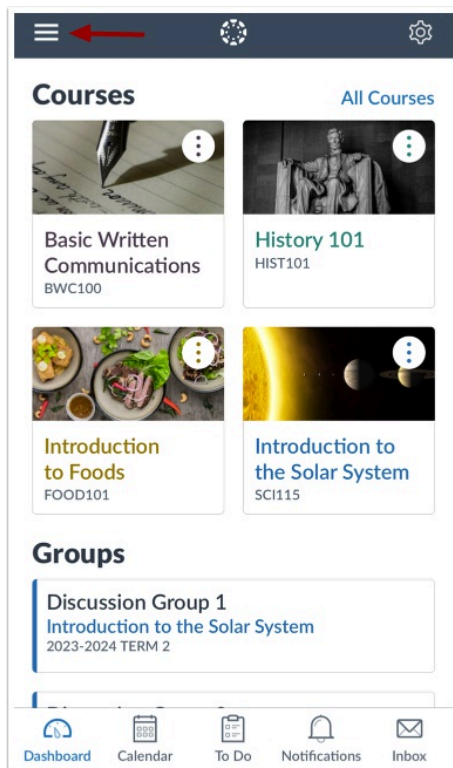 Courses
All Courses
Basic Written
Communications
BWC100
History 101
HIST101
Introduction
to Foods
FOOD101
Introduction to
the Solar System
SCI115
Groups
Discussion Group 1
Introduction to the Solar System
2023-2024 TERM 2
Dashboard
Calendar
To Do
Notifications
Inbox